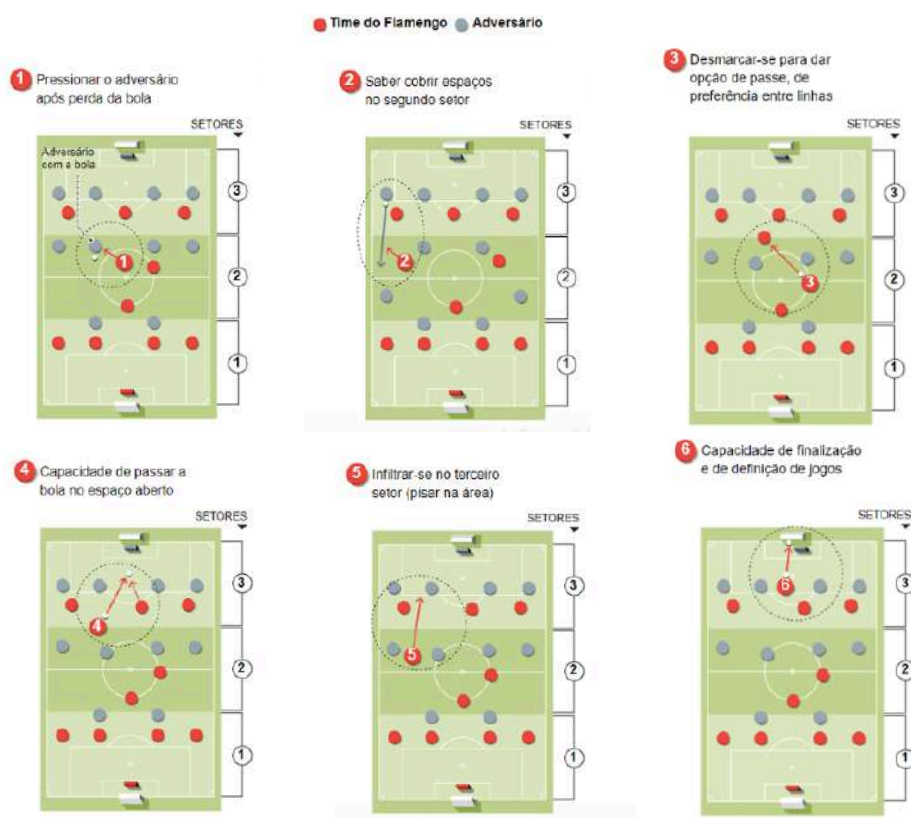 Time do Flamengo Adversário
1 Pressionar o adversário
após perda da bola
SETORES
Adversário
com a bola
3
2
1
1
2 Saber cobrir espaços
no segundo setor
SETORES
3
2
1
2
3 Desmarcar-se para dar
opção de passe, de
preferência entre linhas
SETORES
3
2
1
3
4 Capacidade de passar a
bola no espaço aberto
SETORES
3
2
1
4
5 Infiltrar-se no terceiro
setor (pisar na área)
SETORES
3
2
1
5
6 Capacidade de finalização
e de definição de jogos
SETORES
3
2
1
6